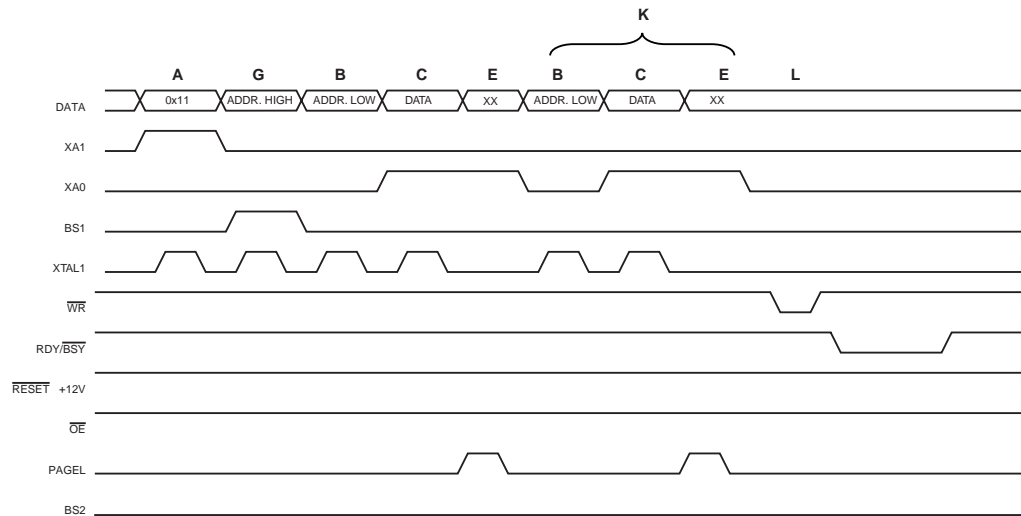 K
A G B C E B C E L
DATA 0x11 ADDR. HIGH ADDR. LOW DATA XX ADDR. LOW DATA XX
XA1
XA0
BS1
XTAL1
WR
RDY/BSY
RESET +12V
OE
PAGEL
BS2